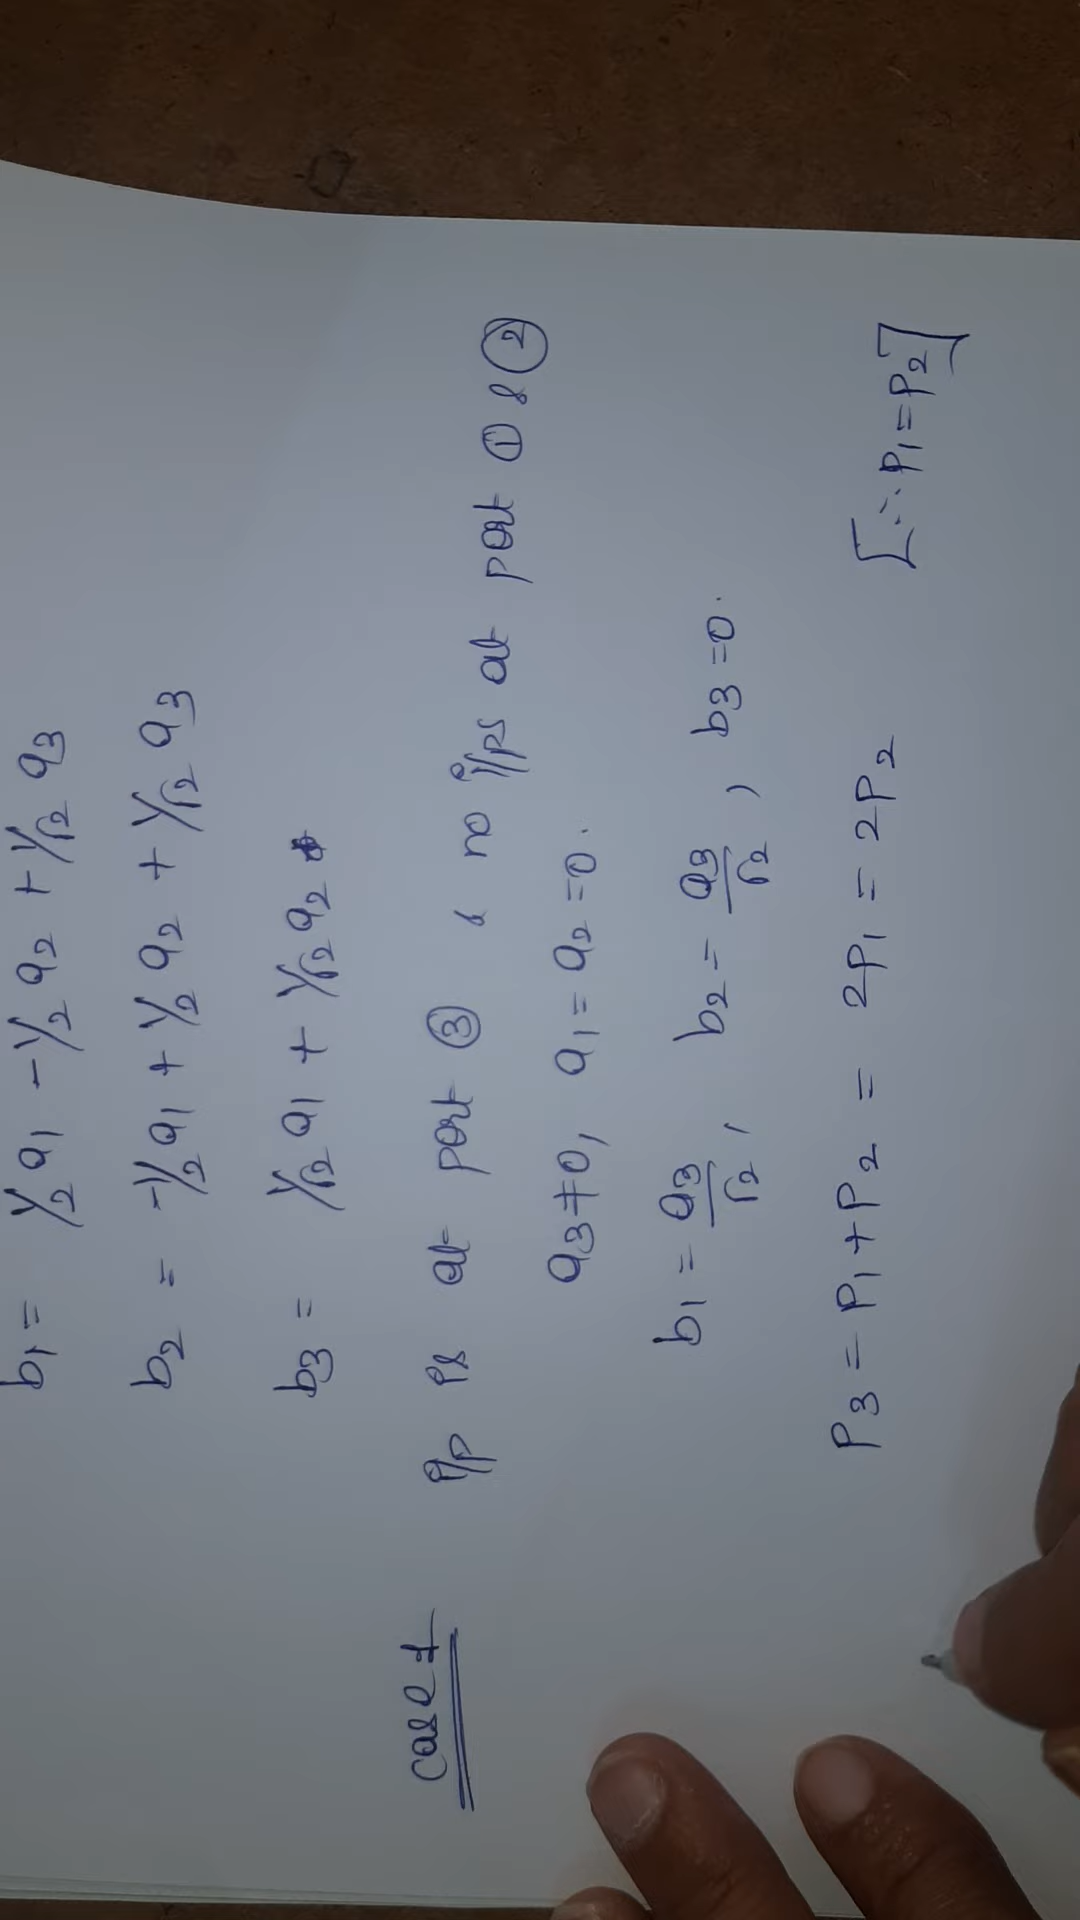 b1 = 1/2 a1 - 1/2 a2 + 1/√2 a3
b2 = -1/2 a1 + 1/2 a2 + 1/√2 a3
b3 = 1/√2 a1 + 1/√2 a2
case 1 i/p is at port ③ & no i/ps at port ① & ②
a3 ≠ 0, a1 = a2 = 0.
b1 = a3/√2, b2 = a3/√2, b3 = 0.
P3 = P1 + P2 = 2P1 = 2P2 [∴ P1 = P2]